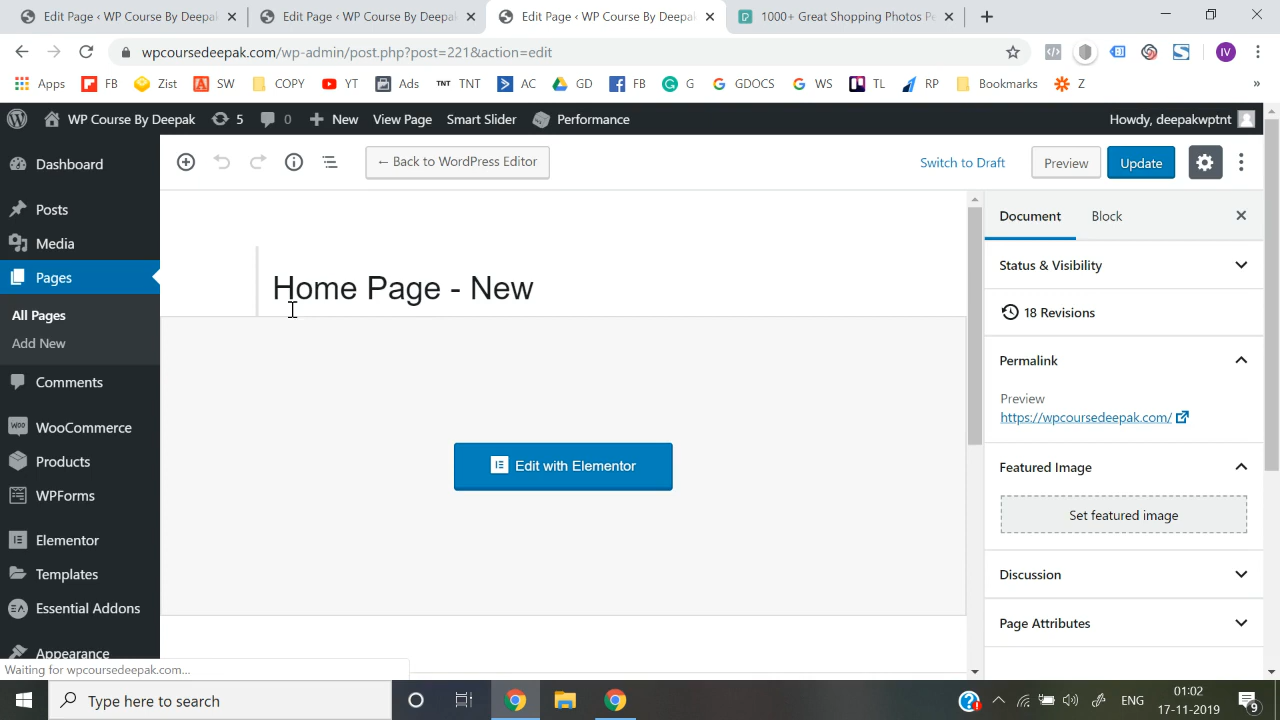 Edit Page ‹ WP Course By Deepak
Edit Page ‹ WP Course By Deepak
Edit Page ‹ WP Course By Deepak
1000+ Great Shopping Photos Pe
wpcoursedeepak.com/wp-admin/post.php?post=221&action=edit
IV
Apps FB Zist SW COPY YT Ads TNT TNT AC GD FB G GDOCS WS TL RP Bookmarks Z »
WP Course By Deepak 5 0 New View Page Smart Slider Performance Howdy, deepakwptnt
← Back to WordPress Editor
Switch to Draft Preview Update
Dashboard
Posts
Media
Pages
All Pages
Add New
Comments
WooCommerce
Products
WPForms
Elementor
Templates
Essential Addons
Appearance
Waiting for wpcoursedeepak.com...
Home Page - New
Edit with Elementor
Document Block
Status & Visibility
18 Revisions
Permalink
Preview
https://wpcoursedeepak.com/
Featured Image
Set featured image
Discussion
Page Attributes
Type here to search
ENG
01:02
17-11-2019
9